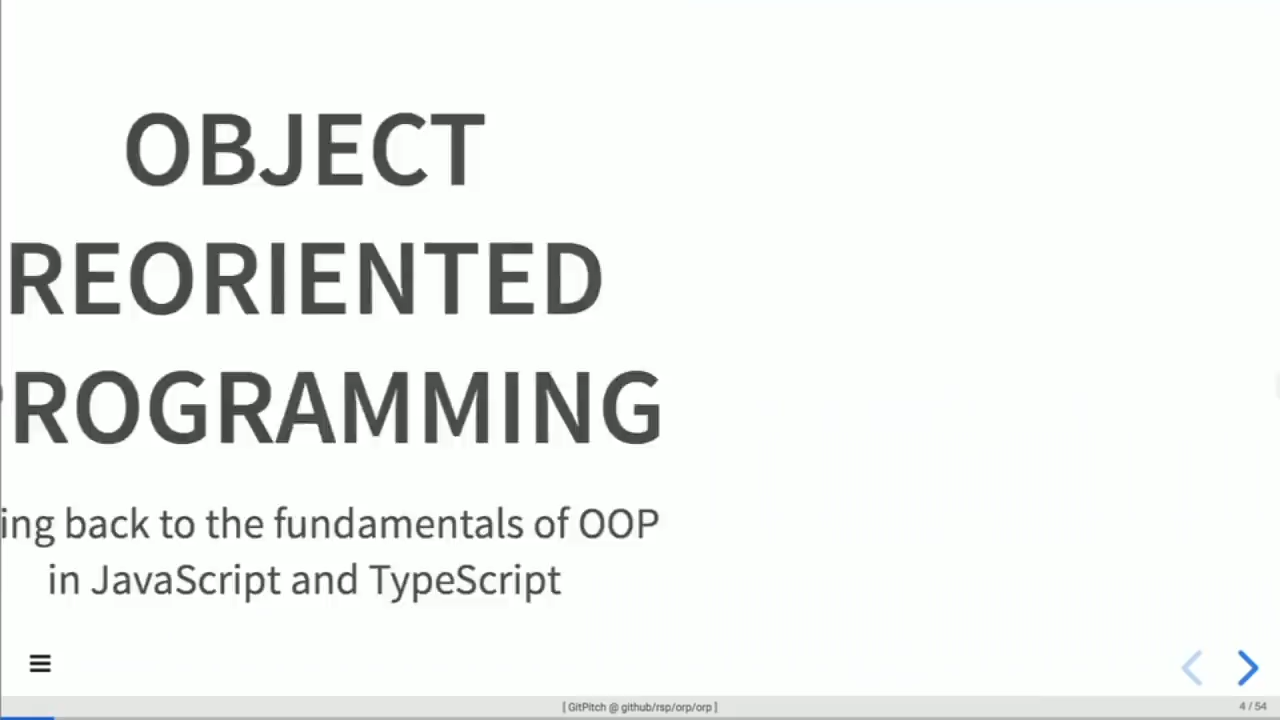 OBJECT
REORIENTED
PROGRAMMING
ing back to the fundamentals of OOP
in JavaScript and TypeScript
[ GitPitch @ github/rsp/orp/orp ]
4 / 54